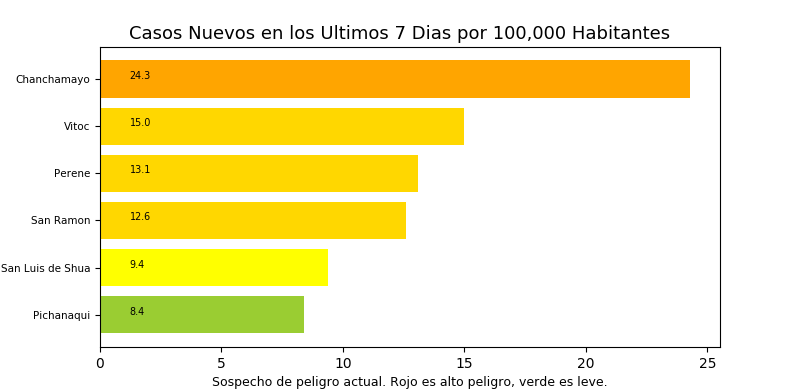 Casos Nuevos en los Ultimos 7 Dias por 100,000 Habitantes
Chanchamayo 24.3
Vitoc 15.0
Perene 13.1
San Ramon 12.6
San Luis de Shua 9.4
Pichanaqui 8.4
0 5 10 15 20 25
Sospecho de peligro actual. Rojo es alto peligro, verde es leve.